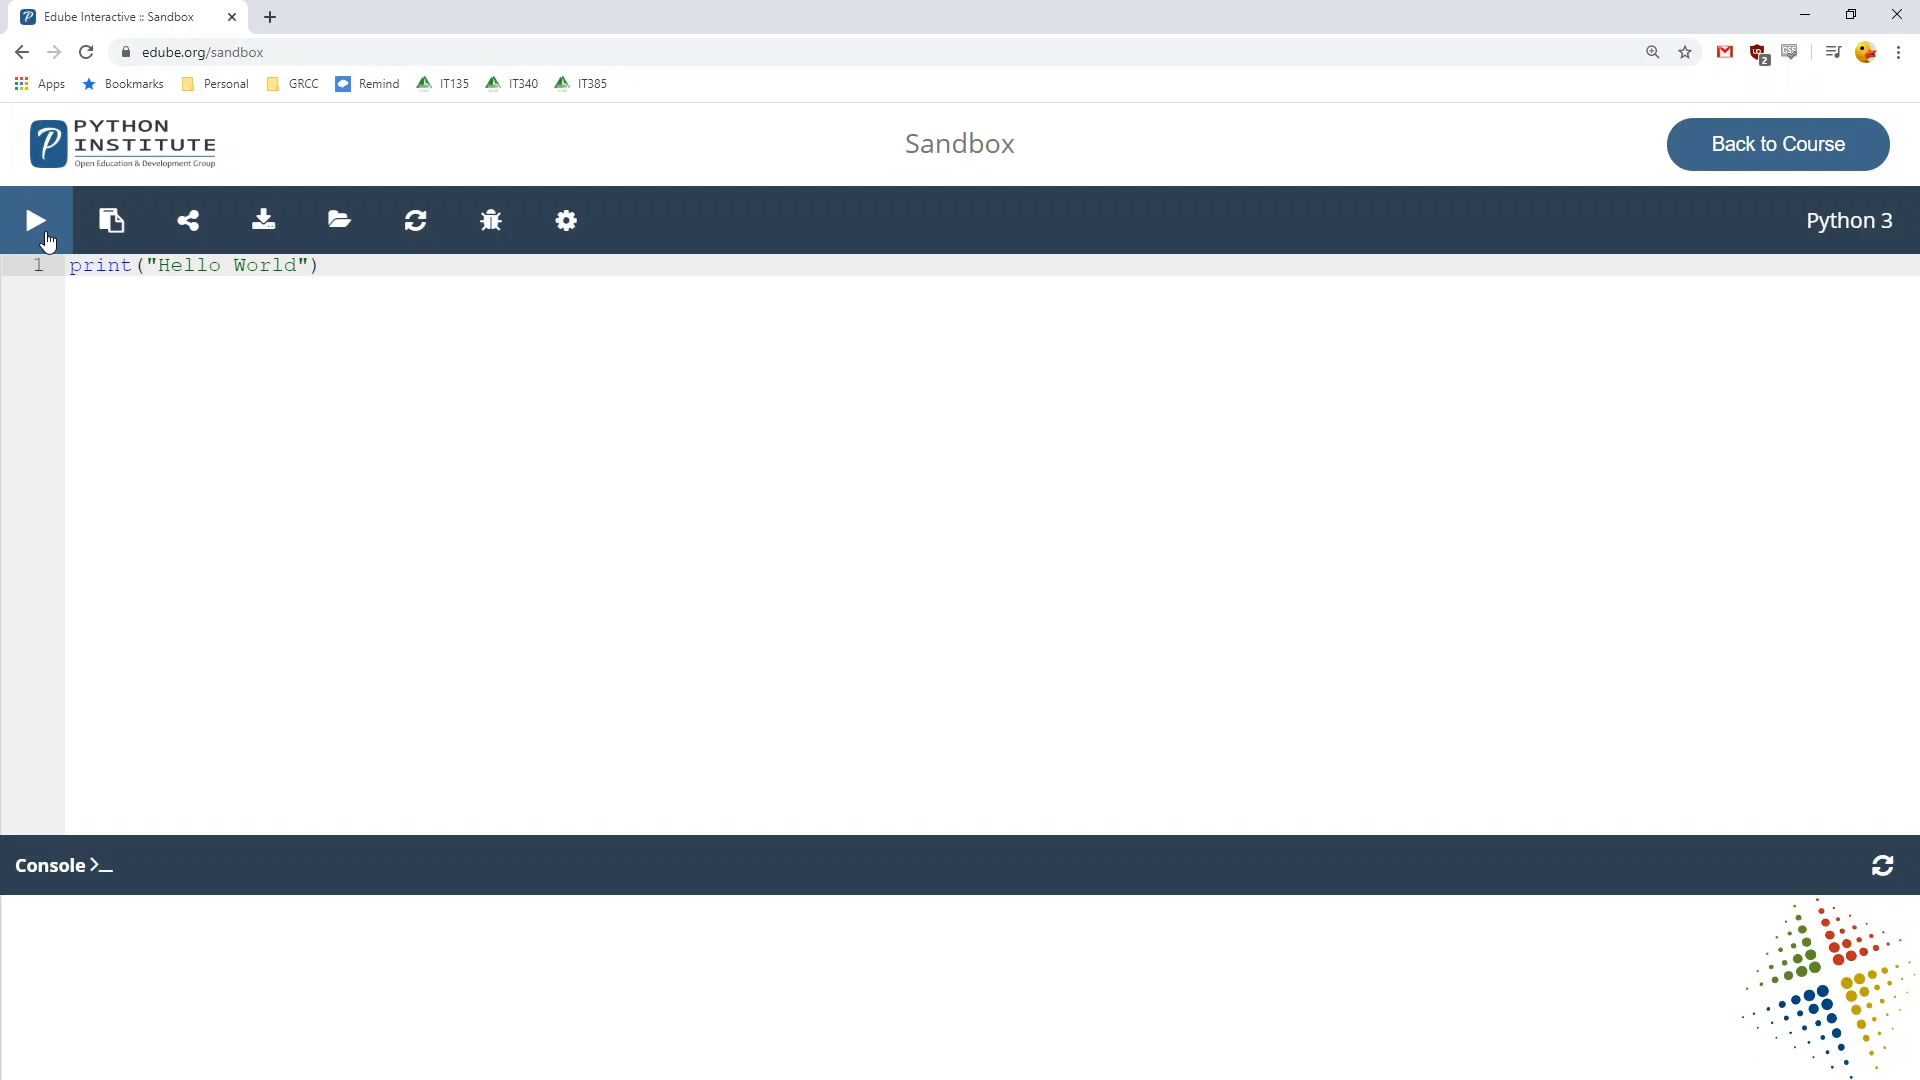 Edube Interactive :: Sandbox
edube.org/sandbox
2
Apps Bookmarks Personal GRCC Remind IT135 IT340 IT385
PYTHON
INSTITUTE
Open Education & Development Group
Sandbox
Back to Course
Python 3
1 print("Hello World")
Console >_